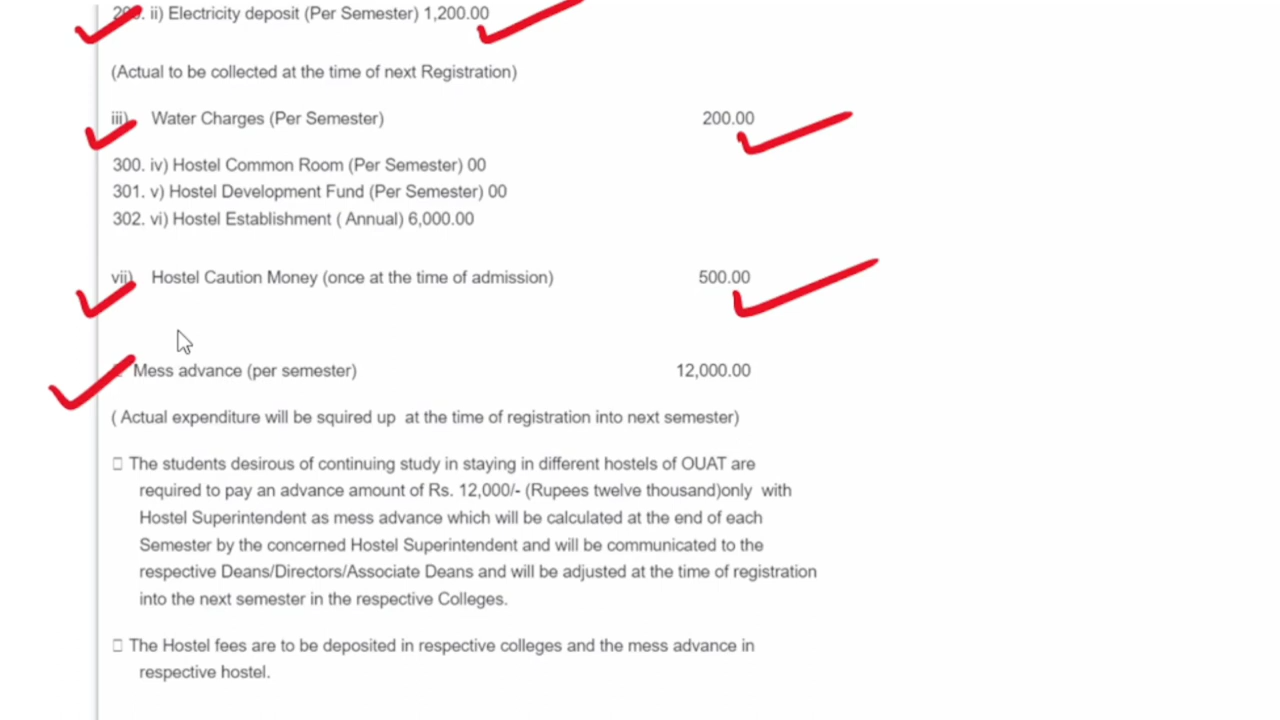 ii) Electricity deposit (Per Semester) 1,200.00
(Actual to be collected at the time of next Registration)
iii) Water Charges (Per Semester) 200.00
300. iv) Hostel Common Room (Per Semester) 00
301. v) Hostel Development Fund (Per Semester) 00
302. vi) Hostel Establishment ( Annual) 6,000.00
vii) Hostel Caution Money (once at the time of admission) 500.00
Mess advance (per semester) 12,000.00
( Actual expenditure will be squired up at the time of registration into next semester)
The students desirous of continuing study in staying in different hostels of OUAT are
required to pay an advance amount of Rs. 12,000/- (Rupees twelve thousand)only with
Hostel Superintendent as mess advance which will be calculated at the end of each
Semester by the concerned Hostel Superintendent and will be communicated to the
respective Deans/Directors/Associate Deans and will be adjusted at the time of registration
into the next semester in the respective Colleges.
The Hostel fees are to be deposited in respective colleges and the mess advance in
respective hostel.